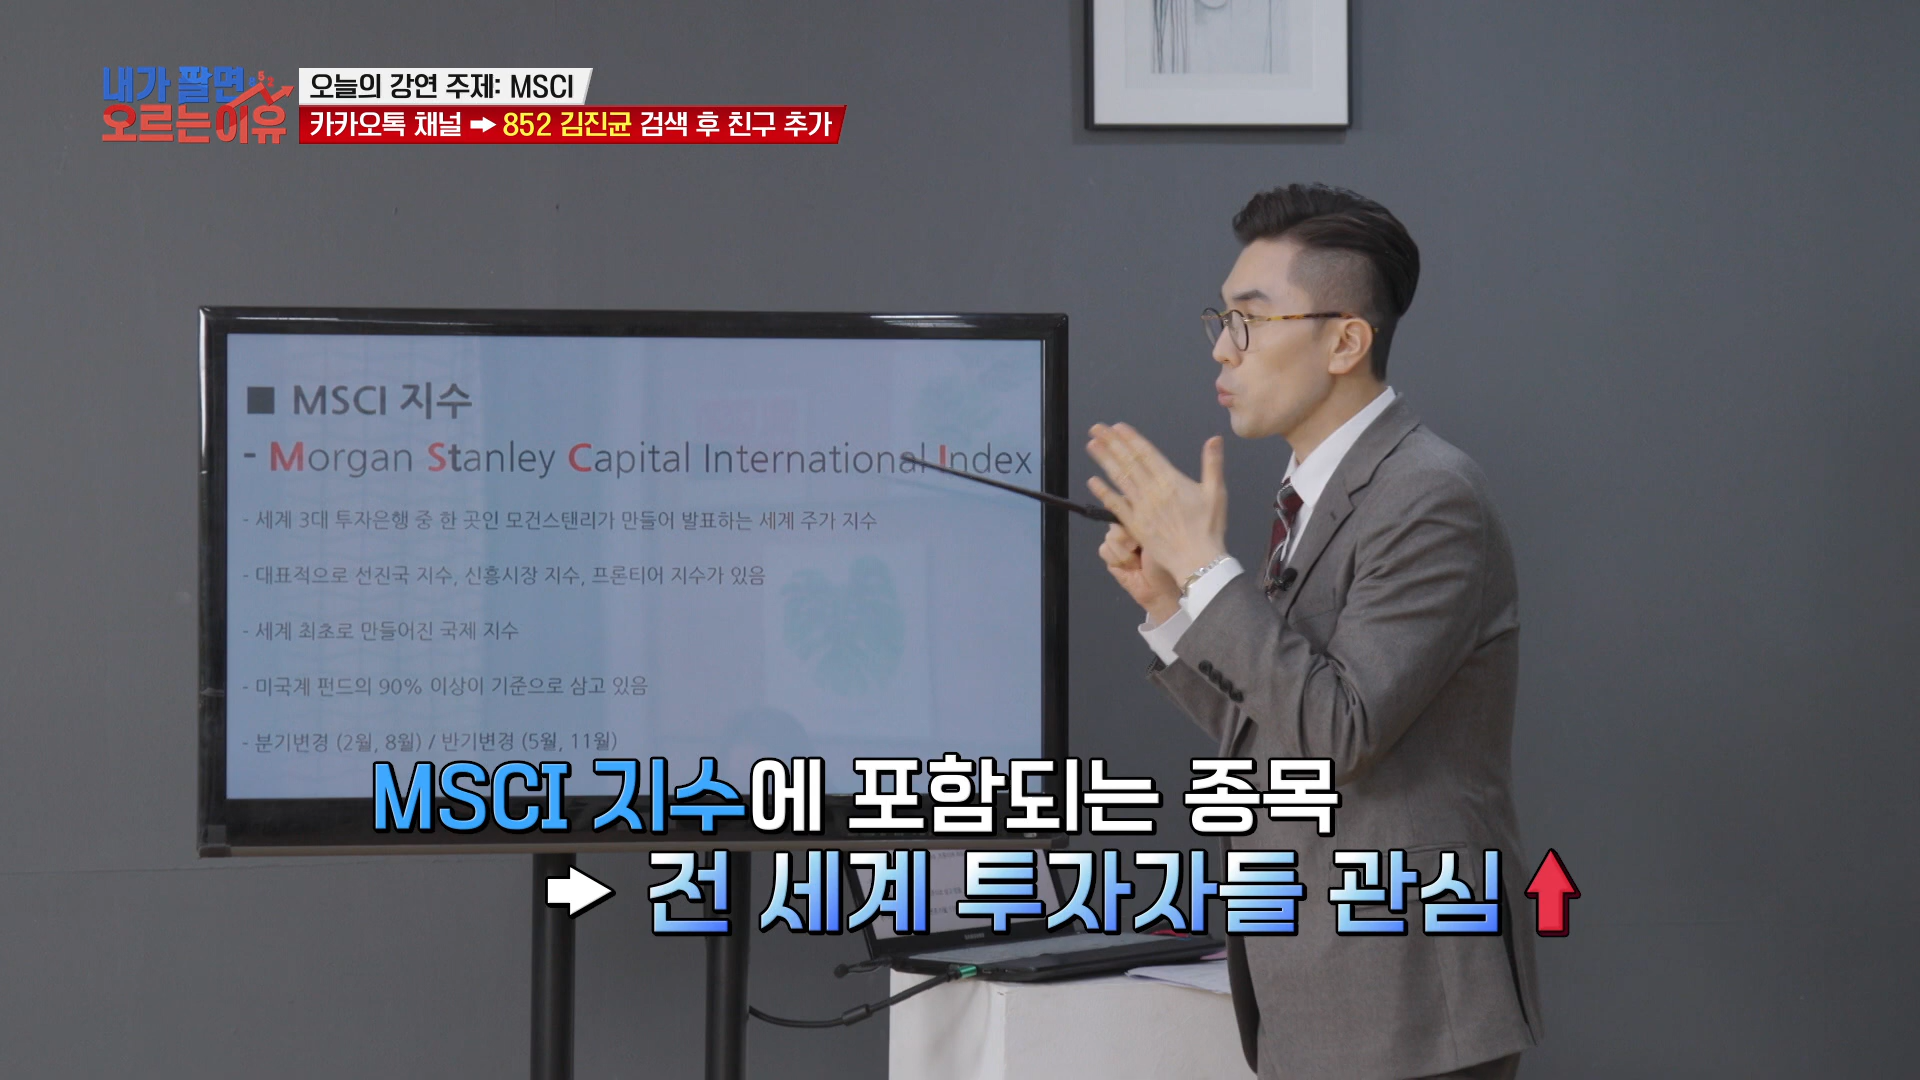 내가 팔면 852
오르는 이유
오늘의 강연 주제: MSCI
카카오톡 채널 ➡ 852 김진균 검색 후 친구 추가
■ MSCI 지수
- Morgan Stanley Capital International Index
- 세계 3대 투자은행 중 한 곳인 모건스탠리가 만들어 발표하는 세계 주가 지수
- 대표적으로 선진국 지수, 신흥시장 지수, 프론티어 지수가 있음
- 세계 최초로 만들어진 국제 지수
- 미국계 펀드의 90% 이상이 기준으로 삼고 있음
- 분기변경 (2월, 8월) / 반기변경 (5월, 11월)
MSCI 지수에 포함되는 종목
➡ 전 세계 투자자들 관심 ⬆
SAMSUNG